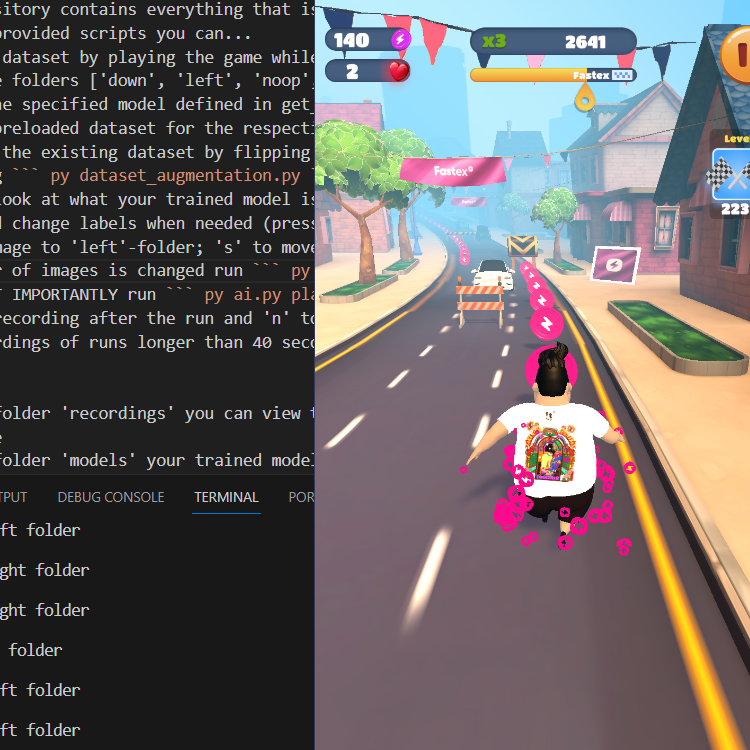 sitory contains everything that is
provided scripts you can...
dataset by playing the game while
e folders ['down', 'left', 'noop',
he specified model defined in get_
preloaded dataset for the respecti
the existing dataset by flipping
g ``` py dataset_augmentation.py
look at what your trained model is
d change labels when needed (press
mage to 'left'-folder; 's' to move
r of images is changed run ``` py
T IMPORTANTLY run ``` py ai.py pla
recording after the run and 'n' to
rdings of runs longer than 40 seco
folder 'recordings' you can view t
e
folder 'models' your trained model
TPUT DEBUG CONSOLE TERMINAL POR
ft folder
ght folder
ght folder
folder
ft folder
ft folder
140
2
x3 2641
Fastex
Leve
223
Fastex